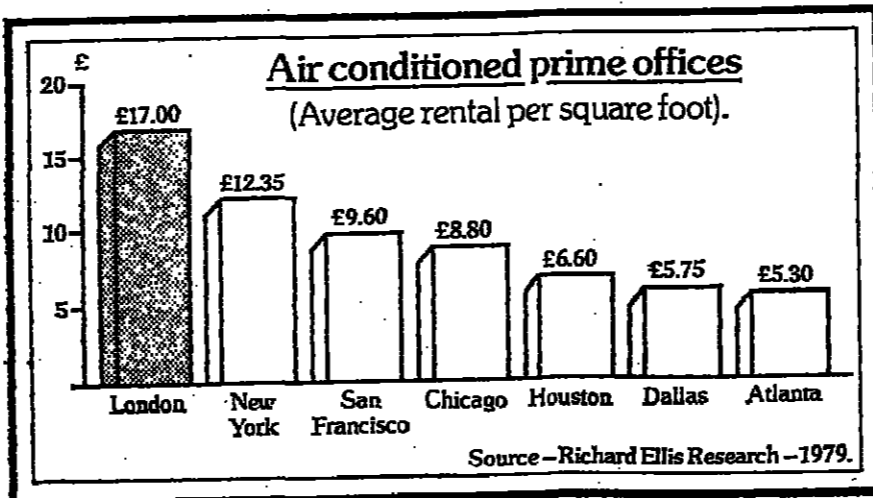 Air conditioned prime offices
(Average rental per square foot).
£
20
15
10
5
£17.00
£12.35
£9.60
£8.80
£6.60
£5.75
£5.30
London
New York
San Francisco
Chicago
Houston
Dallas
Atlanta
Source–Richard Ellis Research–1979.